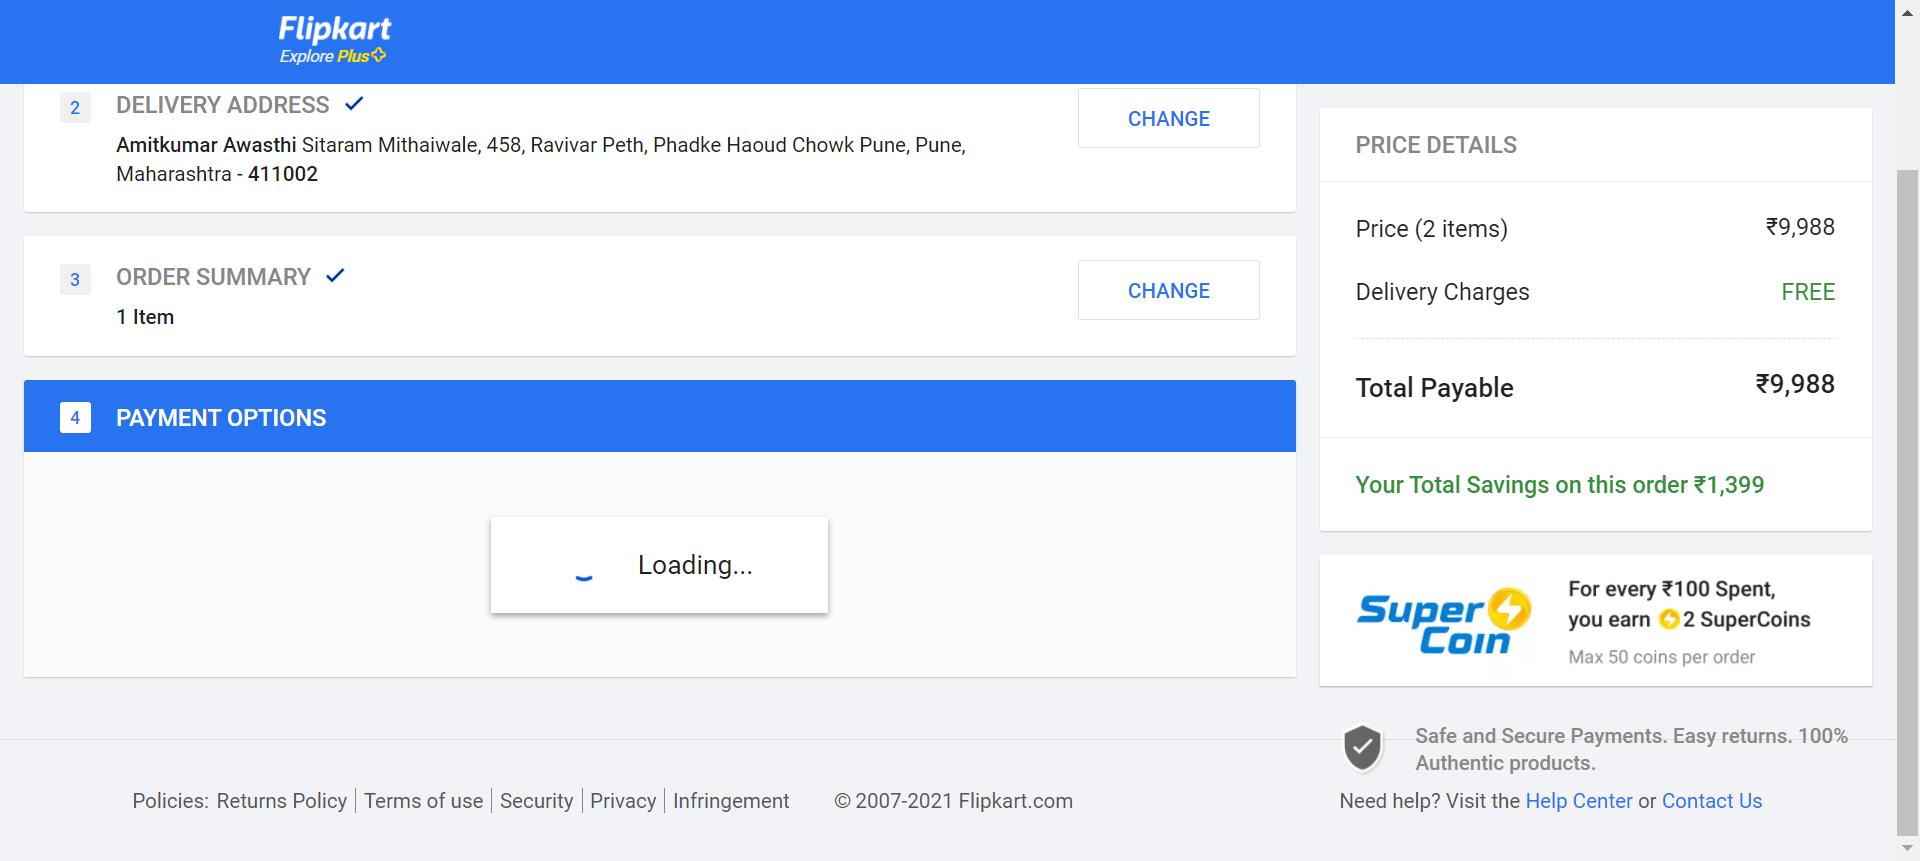 Flipkart
Explore Plus
2 DELIVERY ADDRESS
CHANGE
Amitkumar Awasthi Sitaram Mithaiwale, 458, Ravivar Peth, Phadke Haoud Chowk Pune, Pune,
Maharashtra - 411002
3 ORDER SUMMARY
CHANGE
1 Item
4 PAYMENT OPTIONS
Loading...
PRICE DETAILS
Price (2 items) ₹9,988
Delivery Charges FREE
Total Payable ₹9,988
Your Total Savings on this order ₹1,399
Super
Coin
For every ₹100 Spent,
you earn 2 SuperCoins
Max 50 coins per order
Safe and Secure Payments. Easy returns. 100%
Authentic products.
Policies: Returns Policy Terms of use Security Privacy Infringement © 2007-2021 Flipkart.com
Need help? Visit the Help Center or Contact Us